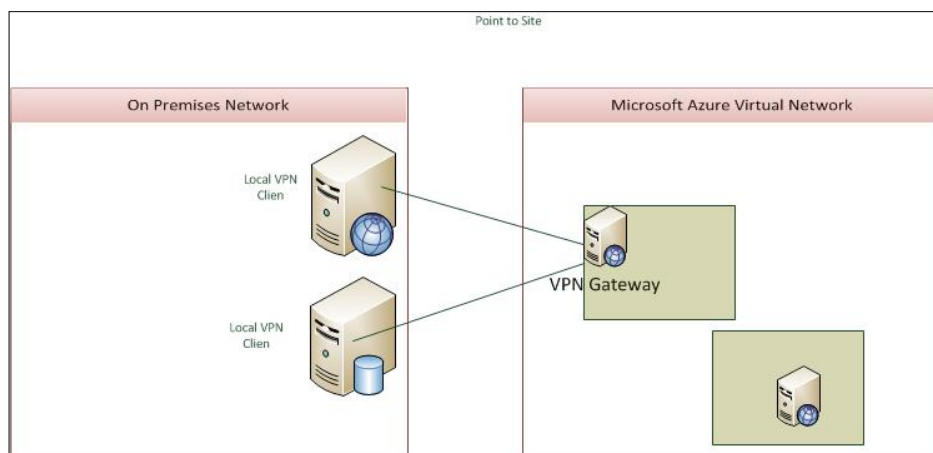 Point to Site
On Premises Network
Microsoft Azure Virtual Network
Local VPN
Clien
VPN Gateway
Local VPN
Clien